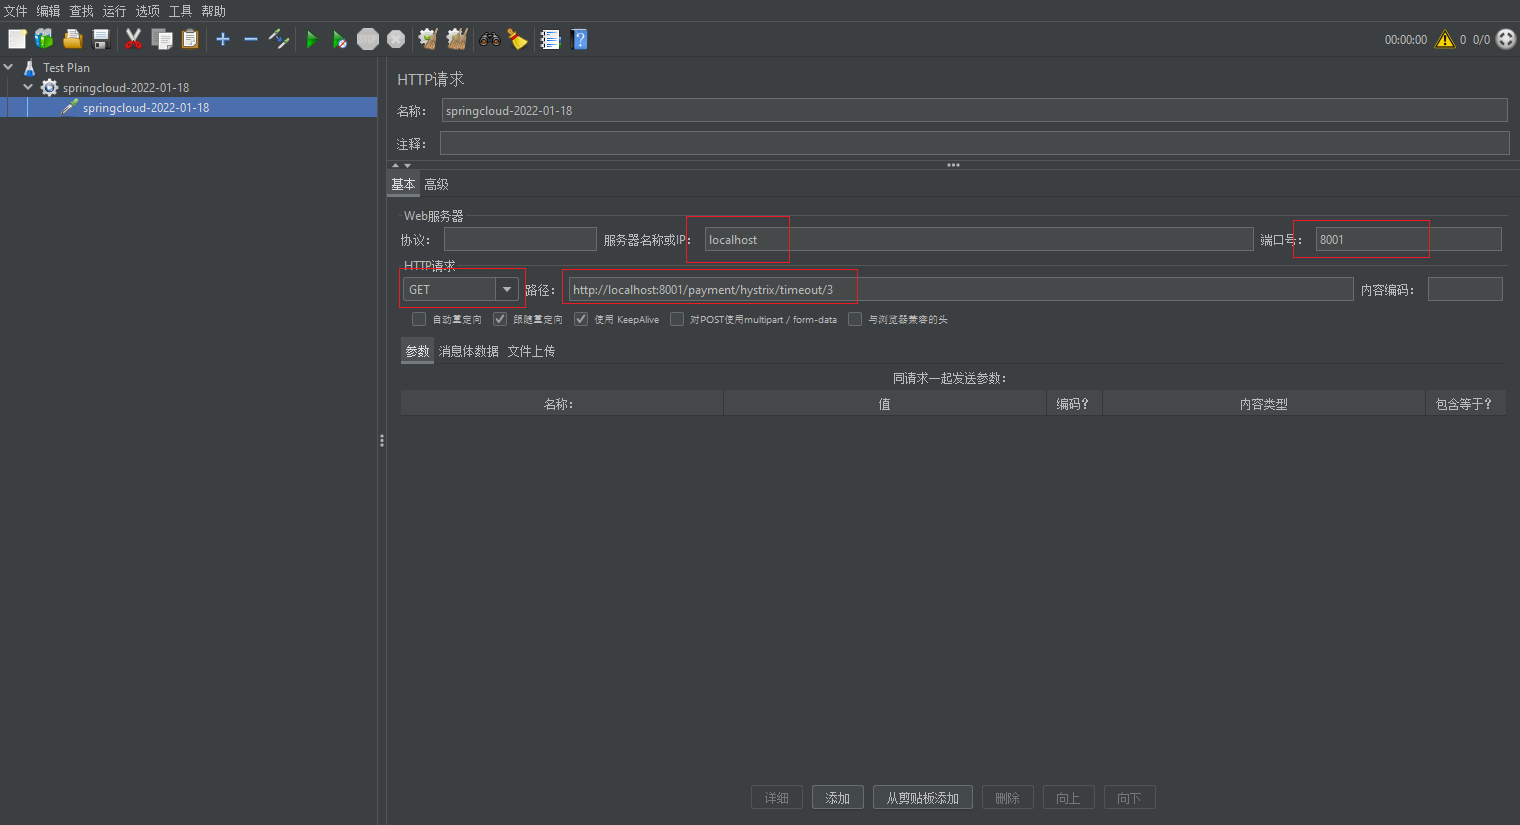 文件 编辑 查找 运行 选项 工具 帮助
00:00:00 0 0/0
Test Plan
springcloud-2022-01-18
springcloud-2022-01-18
HTTP请求
名称： springcloud-2022-01-18
注释：
基本 高级
Web服务器
协议： 服务器名称或IP： localhost 端口号： 8001
HTTP请求
GET 路径： http://localhost:8001/payment/hystrix/timeout/3 内容编码：
自动重定向 跟随重定向 使用 KeepAlive 对POST使用multipart / form-data 与浏览器兼容的头
参数 消息体数据 文件上传
同请求一起发送参数：
名称： 值 编码？ 内容类型 包含等于？
详细 添加 从剪贴板添加 删除 向上 向下